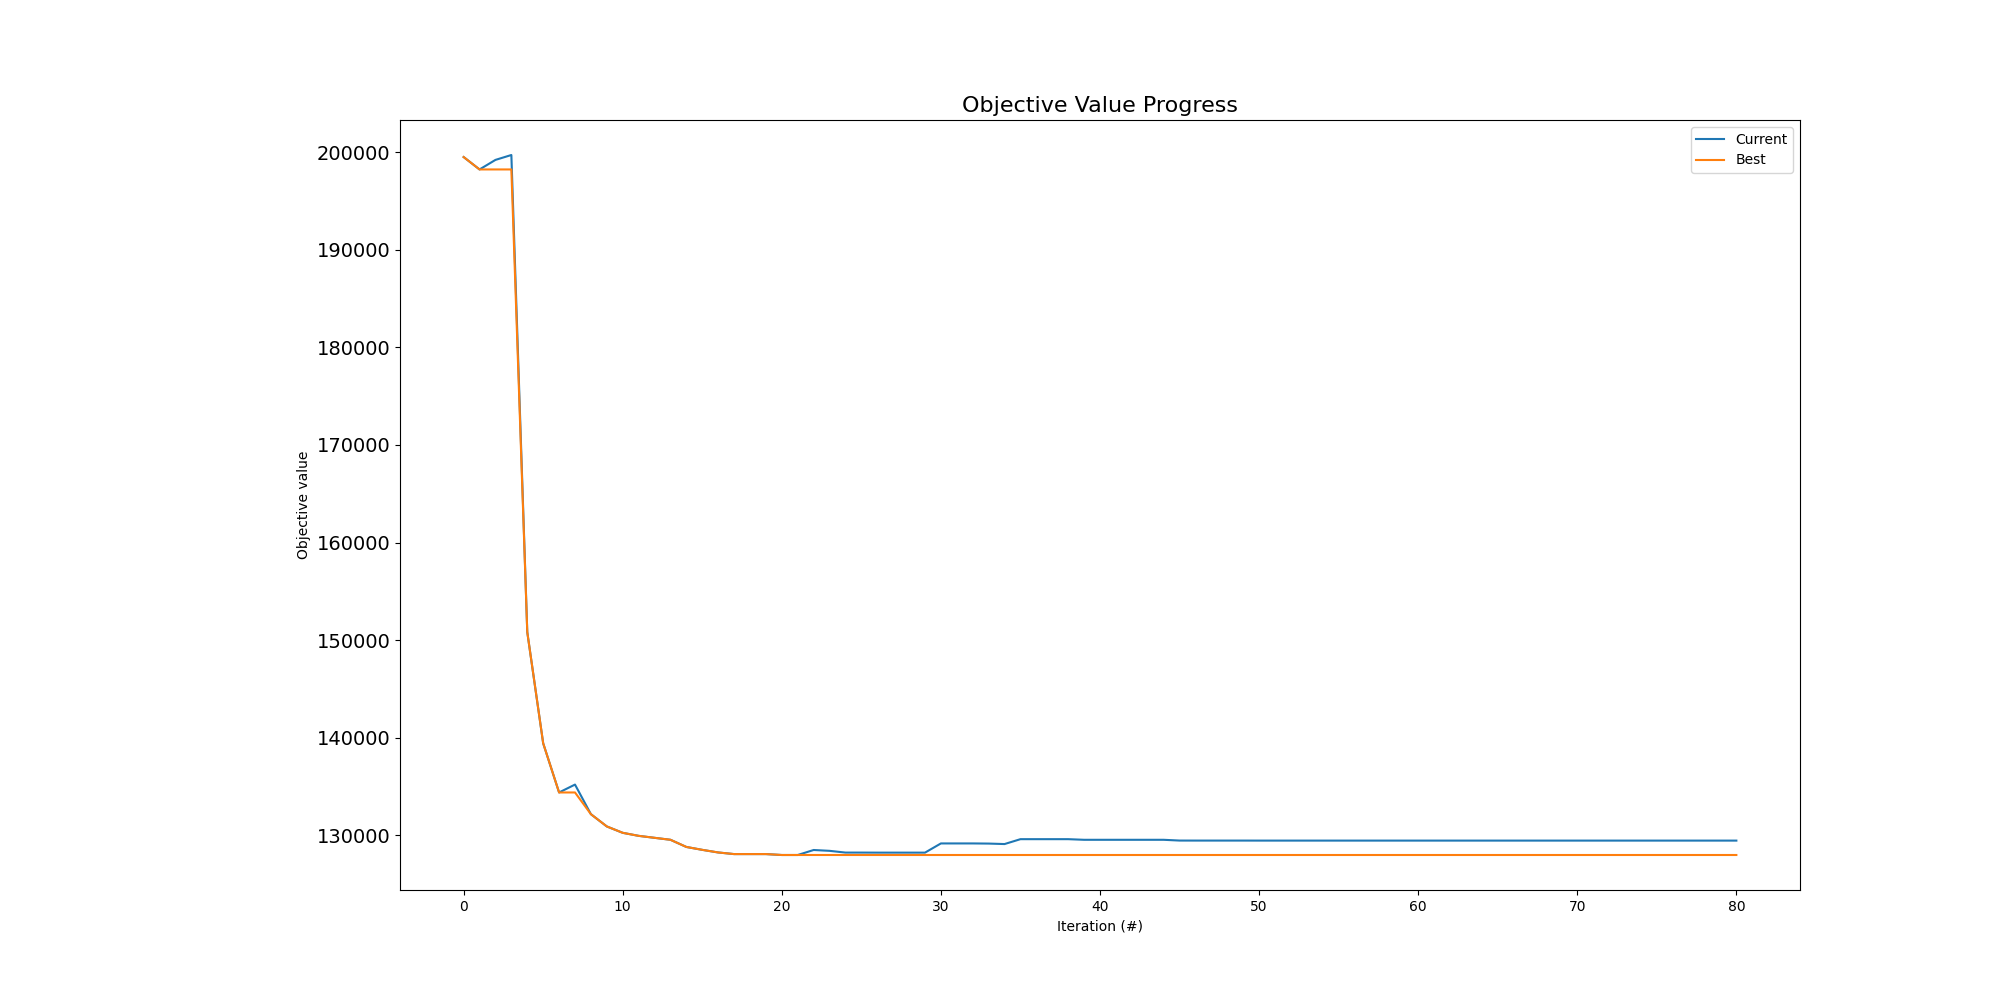 Objective Value Progress
Current
Best
200000
190000
180000
170000
160000
150000
140000
130000
Objective value
0 10 20 30 40 50 60 70 80
Iteration (#)